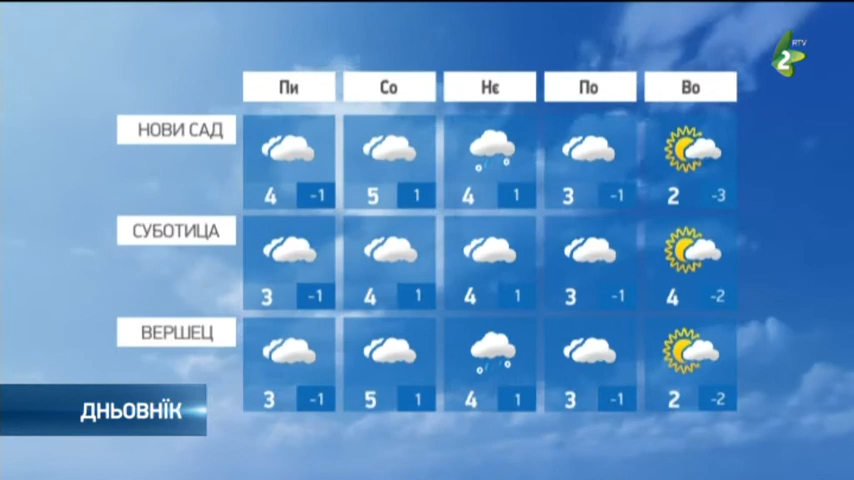 RTV
2
Пи Со Нє По Во
НОВИ САД
4 -1 5 1 4 1 3 -1 2 -3
СУБОТИЦА
3 -1 4 1 4 1 3 -1 4 -2
ВЕРШЕЦ
3 -1 5 1 4 1 3 -1 2 -2
ДНЬОВНЇК